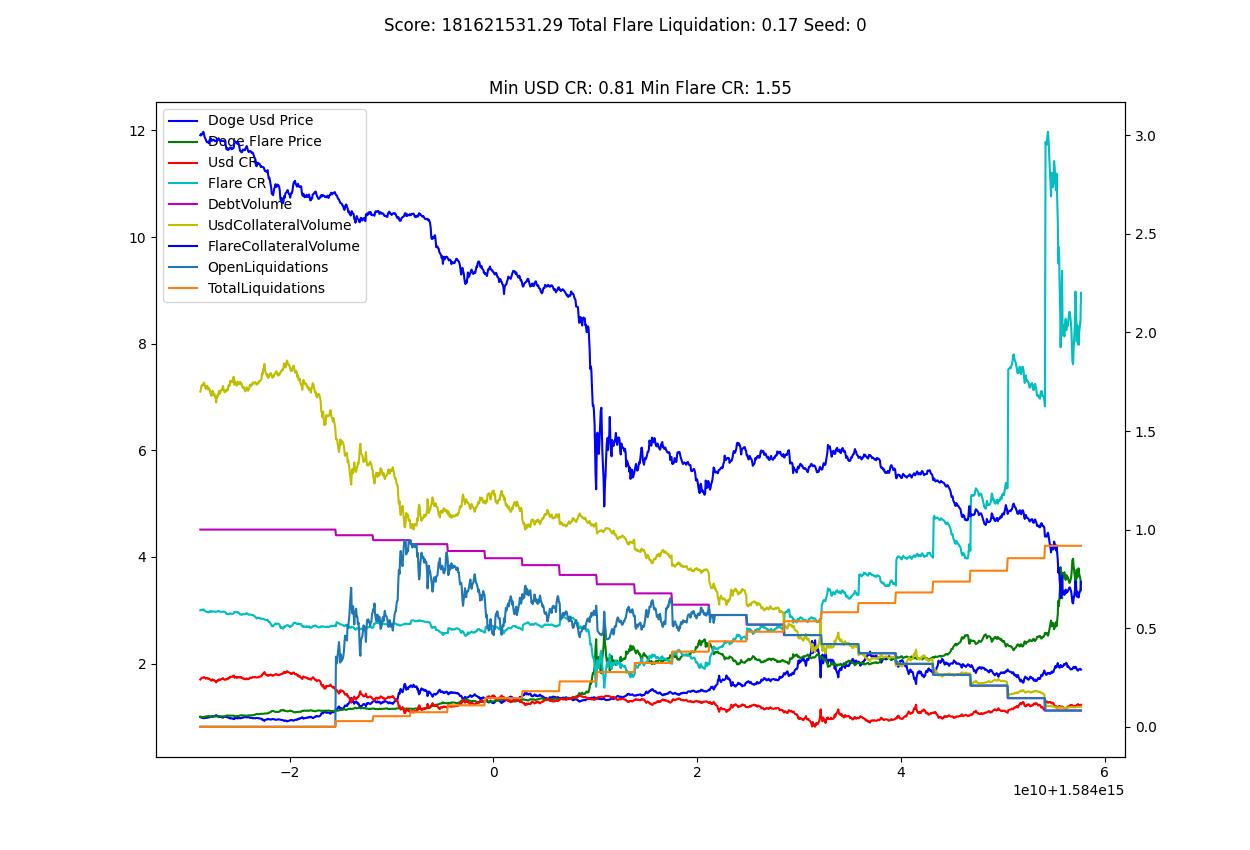 Score: 181621531.29 Total Flare Liquidation: 0.17 Seed: 0
Min USD CR: 0.81 Min Flare CR: 1.55
Doge Usd Price
Doge Flare Price
Usd CR
Flare CR
DebtVolume
UsdCollateralVolume
FlareCollateralVolume
OpenLiquidations
TotalLiquidations
12
10
8
6
4
2
3.0
2.5
2.0
1.5
1.0
0.5
0.0
−2
0
2
4
6
1e10+1.584e15